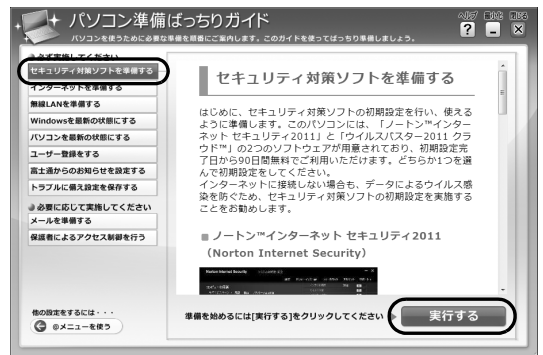 パソコン準備ばっちりガイド
パソコンを使うために必要な準備を順番にご案内します。このガイドを使ってばっちり準備しましょう。
ヘルプ 最小化 閉じる
必ず実施してください
セキュリティ対策ソフトを準備する
インターネットを準備する
無線LANを準備する
Windowsを最新の状態にする
パソコンを最新の状態にする
ユーザー登録をする
富士通からのお知らせを設定する
トラブルに備え設定を保存する
必要に応じて実施してください
メールを準備する
保護者によるアクセス制御を行う
他の設定をするには・・・
@メニューを使う
セキュリティ対策ソフトを準備する
はじめに、セキュリティ対策ソフトの初期設定を行い、使える
ように準備します。このパソコンには、「ノートン™インター
ネット セキュリティ2011」と「ウイルスバスター2011 クラ
ウド™」の2つのソフトウェアが用意されており、初期設定完
了日から90日間無料でご利用いただけます。どちらか1つを選
んで初期設定をしてください。
インターネットに接続しない場合も、データによるウイルス感
染を防ぐため、セキュリティ対策ソフトの初期設定を実施する
ことをお勧めします。
■ ノートン™インターネット セキュリティ2011
（Norton Internet Security）
Norton Internet Security
準備を始めるには[実行する]をクリックしてください
実行する